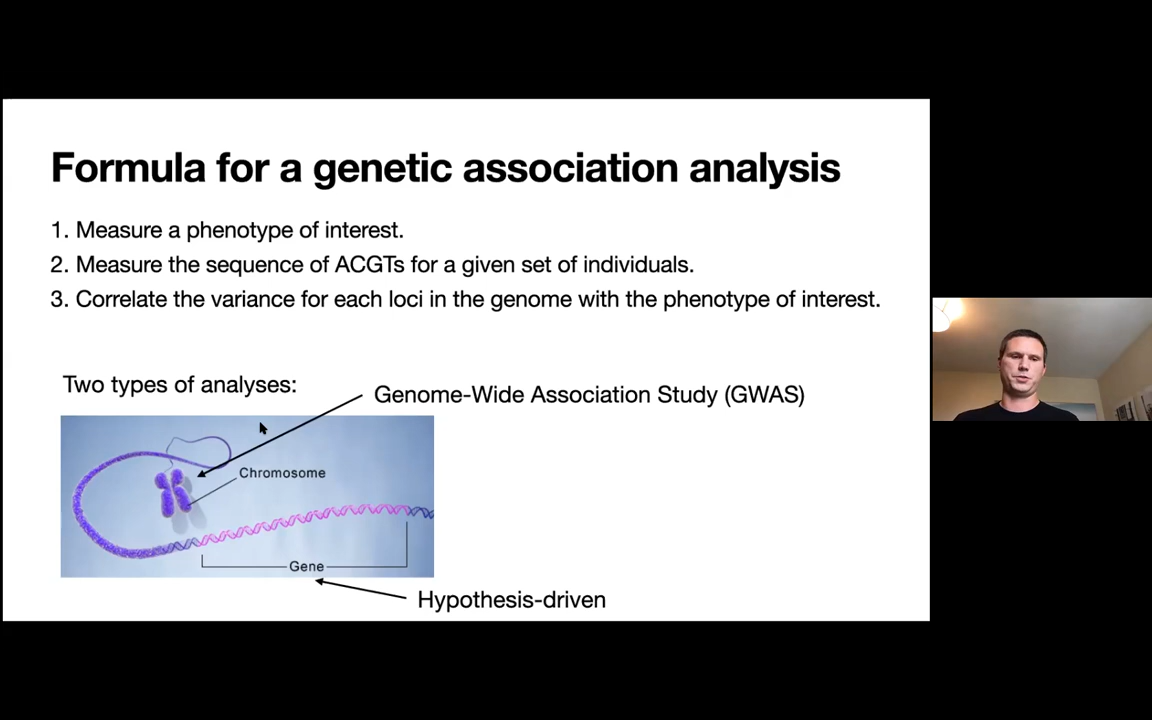 Formula for a genetic association analysis
1. Measure a phenotype of interest.
2. Measure the sequence of ACGTs for a given set of individuals.
3. Correlate the variance for each loci in the genome with the phenotype of interest.
Two types of analyses:
Genome-Wide Association Study (GWAS)
Chromosome
Gene
Hypothesis-driven